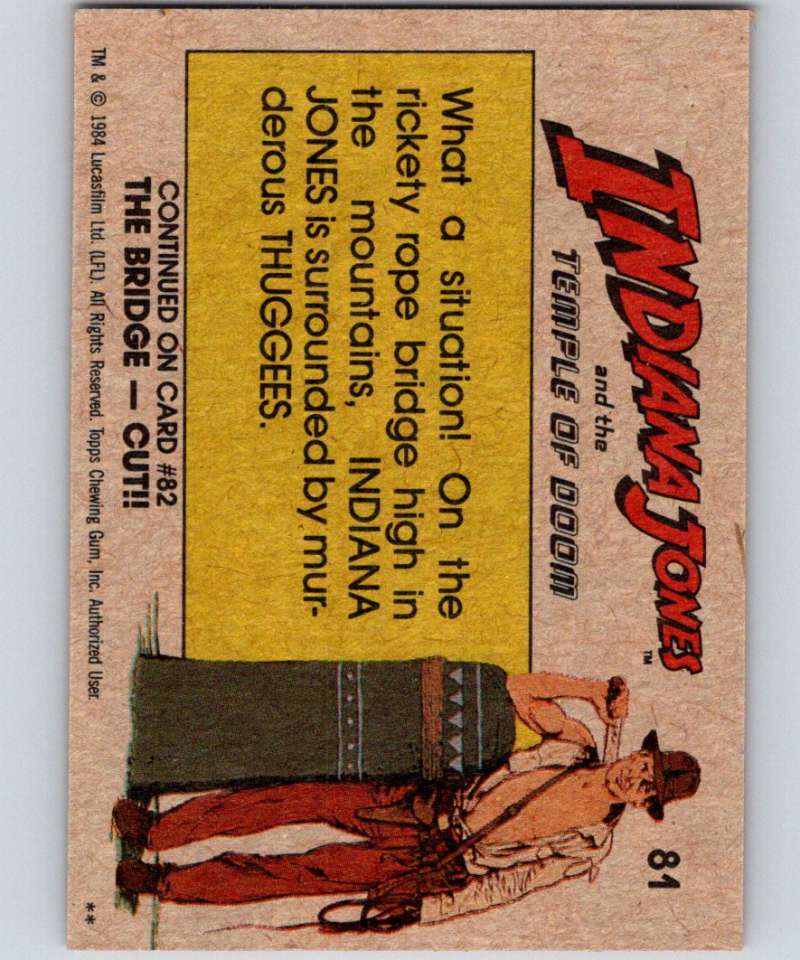 INDIANA JONES™
and the
TEMPLE OF DOOM
81
What a situation! On the
rickety rope bridge high in
the mountains, INDIANA
JONES is surrounded by mur-
derous THUGGEES.
CONTINUED ON CARD #82
THE BRIDGE — CUT!!
TM & © 1984 Lucasfilm Ltd. (LFL). All Rights Reserved. Topps Chewing Gum, Inc. Authorized User.
**